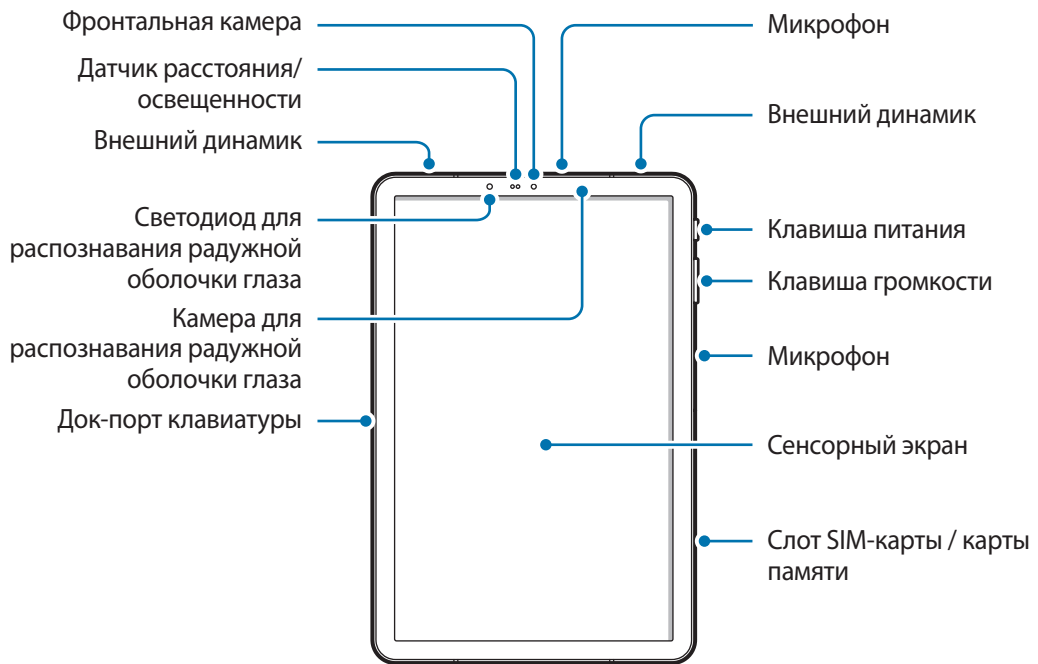 Фронтальная камера
Датчик расстояния/
освещенности
Внешний динамик
Светодиод для
распознавания радужной
оболочки глаза
Камера для
распознавания радужной
оболочки глаза
Док-порт клавиатуры
Микрофон
Внешний динамик
Клавиша питания
Клавиша громкости
Микрофон
Сенсорный экран
Слот SIM-карты / карты
памяти